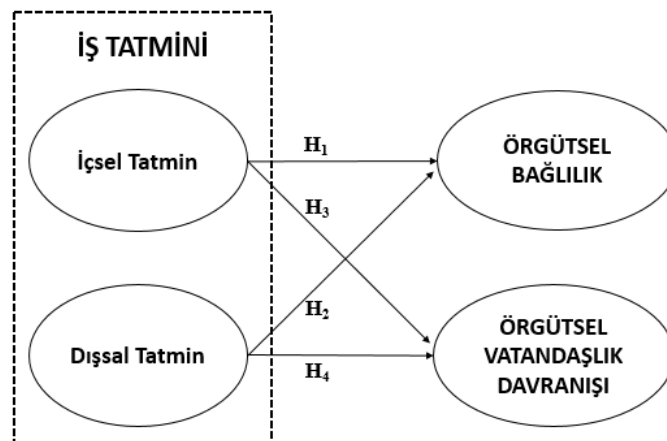 İŞ TATMİNİ
İçsel Tatmin
H1
ÖRGÜTSEL
BAĞLILIK
H3
H2
Dışsal Tatmin
H4
ÖRGÜTSEL
VATANDAŞLIK
DAVRANIŞI